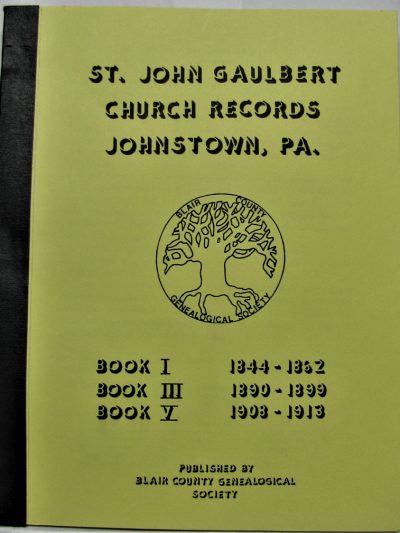 ST. JOHN GAULBERT
CHURCH RECORDS
JOHNSTOWN, PA.
BLAIR COUNTY
GENEALOGICAL SOCIETY
BOOK I 1844-1862
BOOK III 1890-1899
BOOK V 1908-1913
PUBLISHED BY
BLAIR COUNTY GENEALOGICAL
SOCIETY